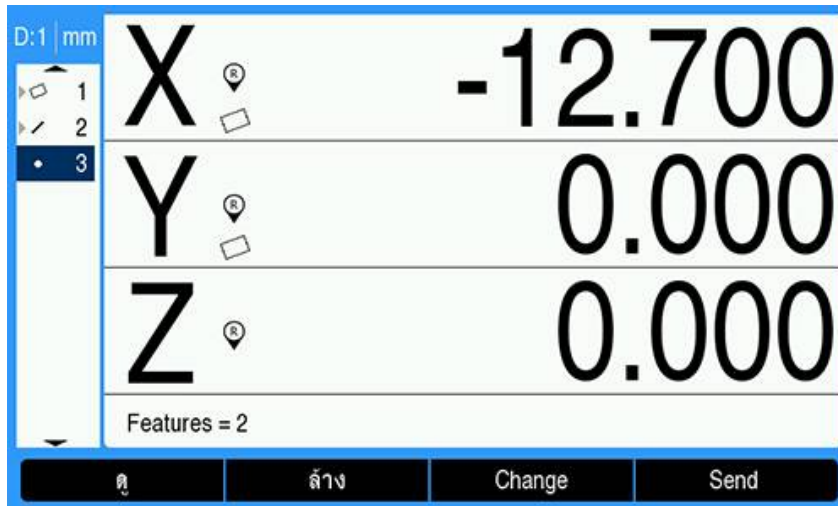 D:1 mm
1
2
3
X R -12.700
Y R 0.000
Z R 0.000
Features = 2
ดู ล้าง Change Send